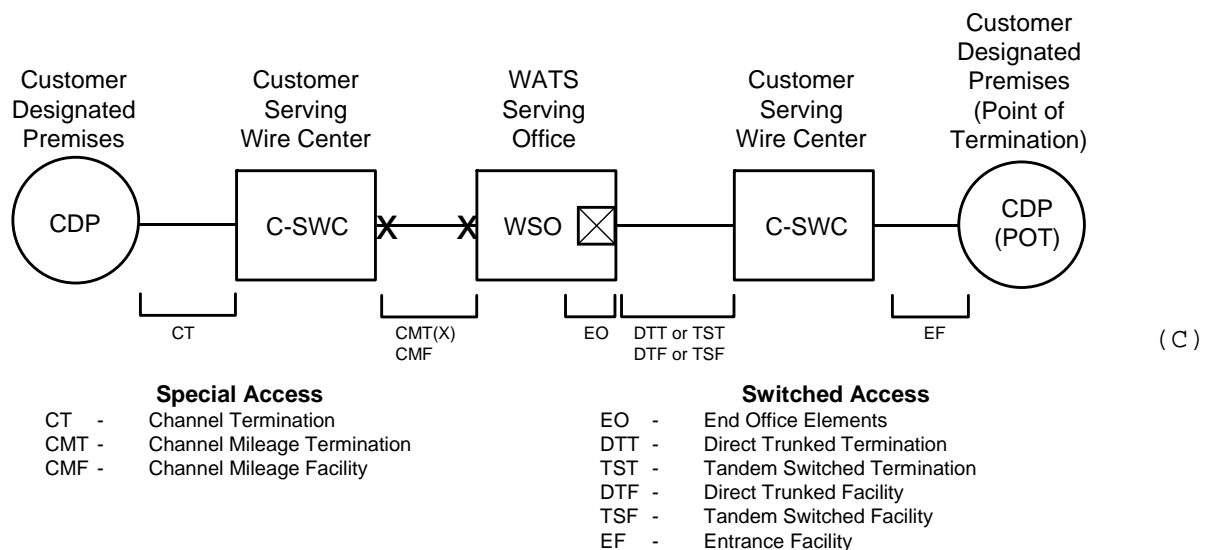 Customer
Designated
Premises
Customer
Serving
Wire Center
WATS
Serving
Office
Customer
Serving
Wire Center
Customer
Designated
Premises
(Point of
Termination)
CDP
C-SWC
X
X
WSO
C-SWC
CDP
(POT)
CT
CMT(X)
CMF
EO
DTT or TST
DTF or TSF
EF
(C)
Special Access
CT - Channel Termination
CMT - Channel Mileage Termination
CMF - Channel Mileage Facility
Switched Access
EO - End Office Elements
DTT - Direct Trunked Termination
TST - Tandem Switched Termination
DTF - Direct Trunked Facility
TSF - Tandem Switched Facility
EF - Entrance Facility